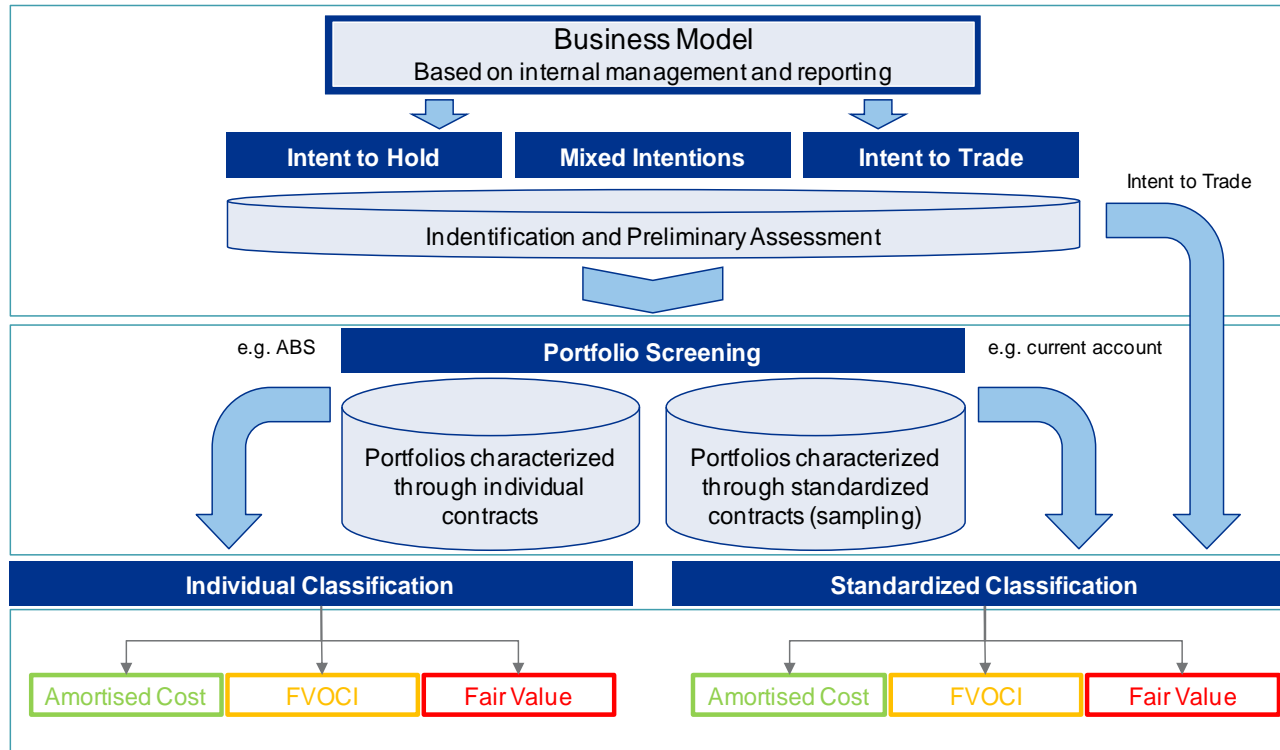 Business Model
Based on internal management and reporting
Intent to Hold
Mixed Intentions
Intent to Trade
Intent to Trade
Indentification and Preliminary Assessment
e.g. ABS
Portfolio Screening
e.g. current account
Portfolios characterized
through individual
contracts
Portfolios characterized
through standardized
contracts (sampling)
Individual Classification
Standardized Classification
Amortised Cost
FVOCI
Fair Value
Amortised Cost
FVOCI
Fair Value